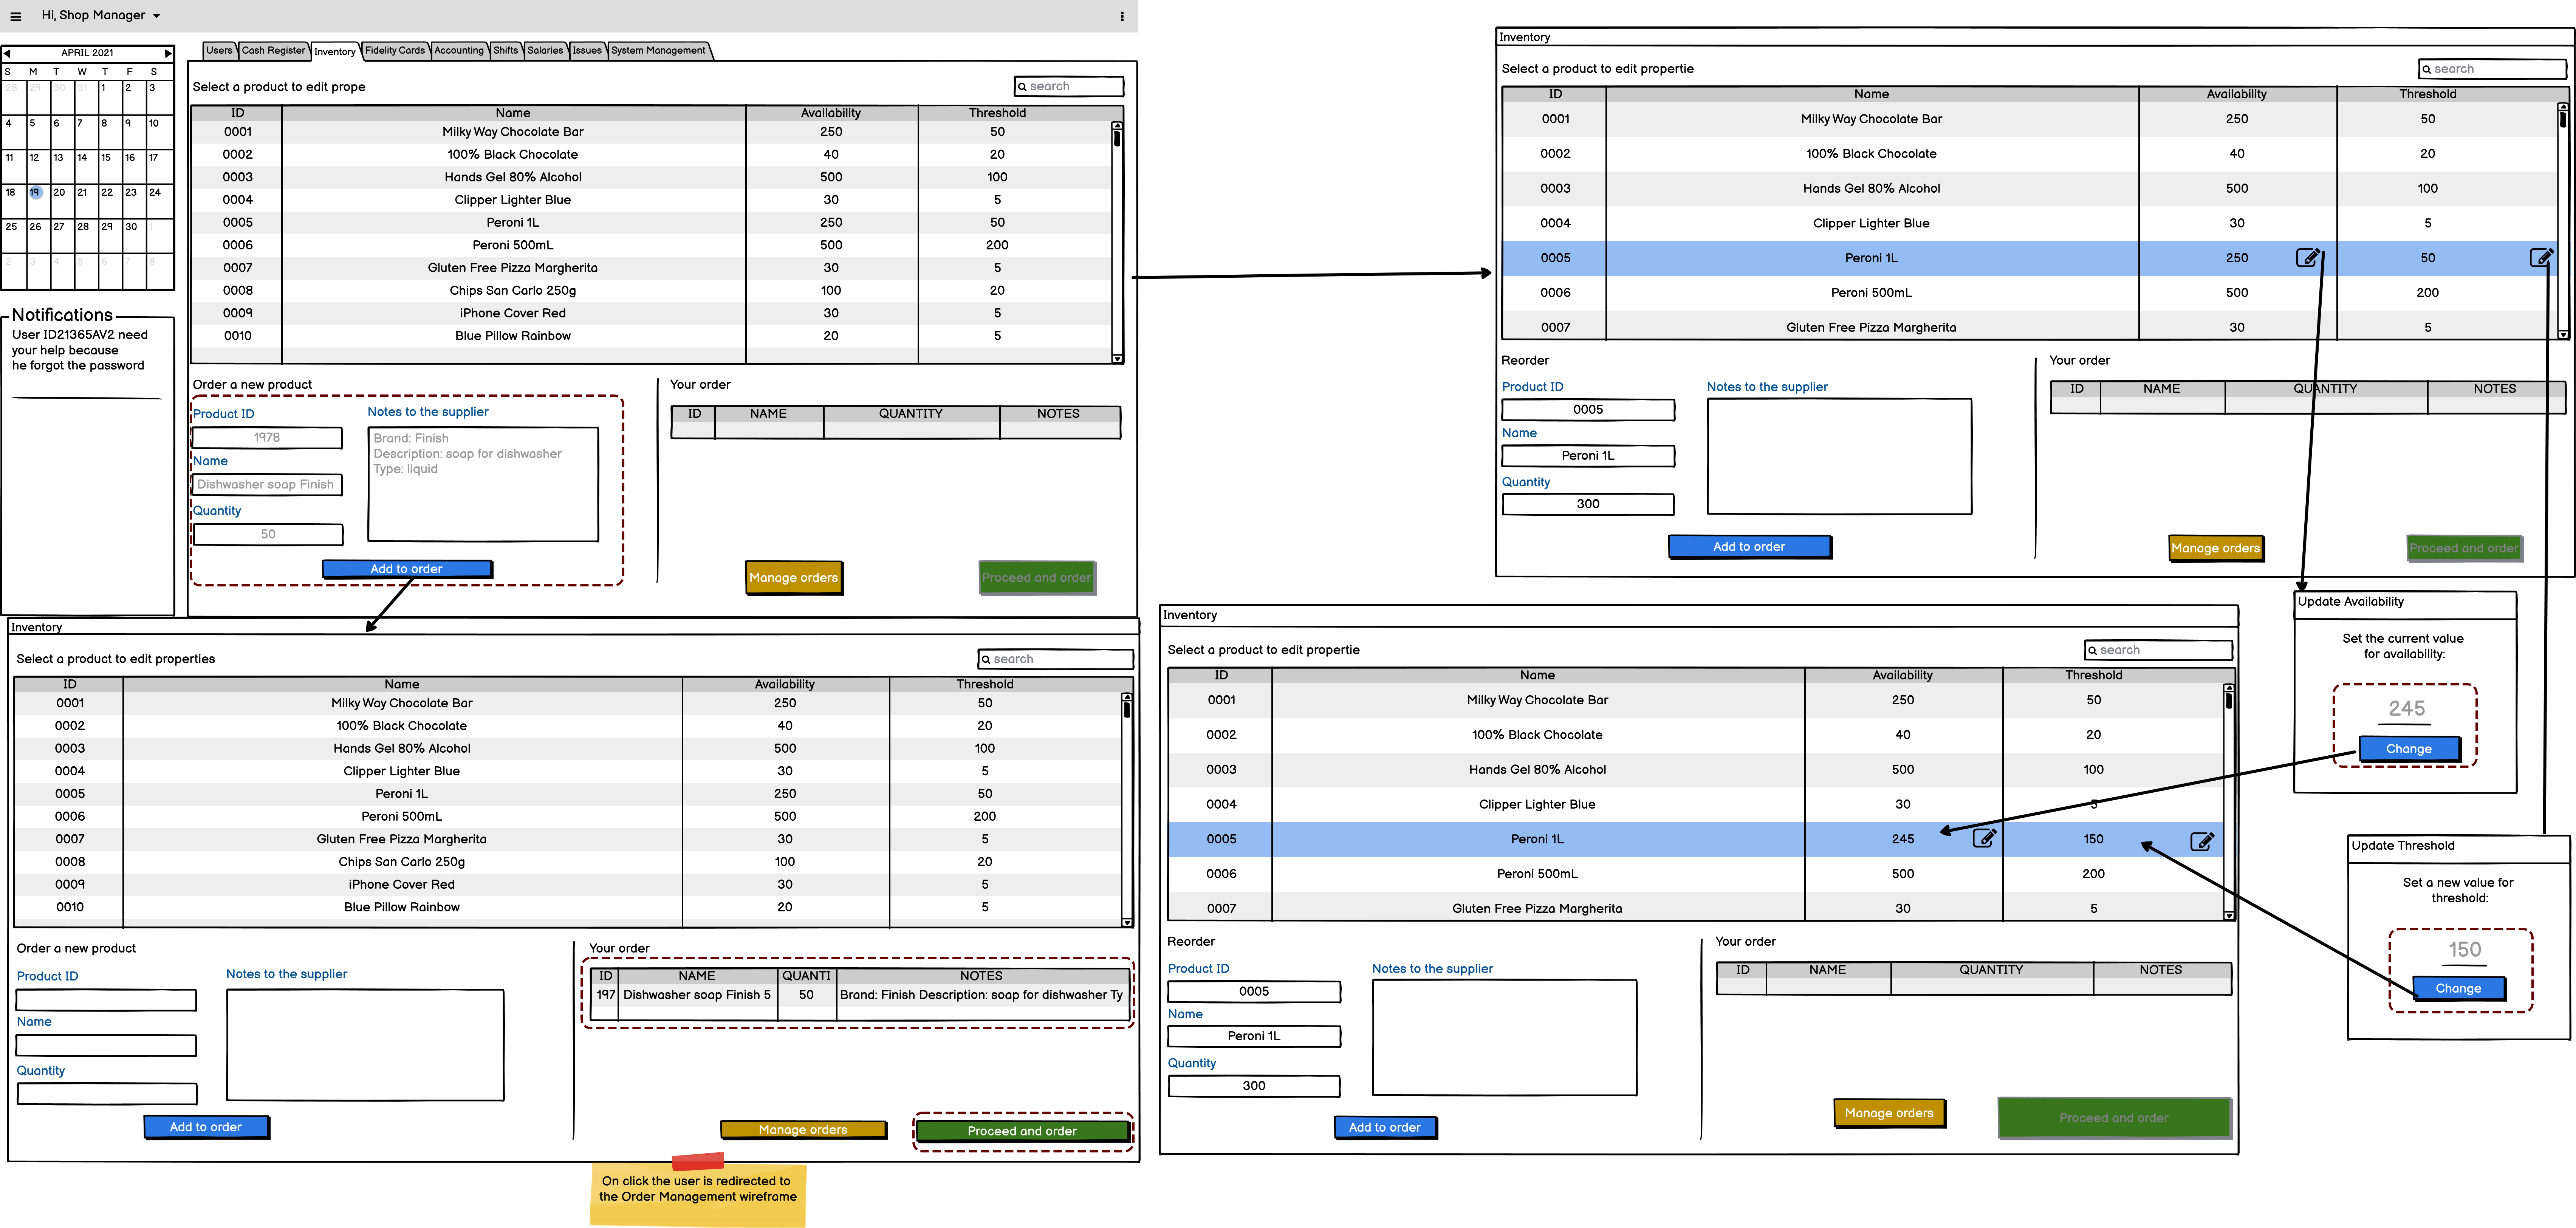 Hi, Shop Manager
APRIL 2021
S M T W T F S
28 29 30 31 1 2 3
4 5 6 7 8 9 10
11 12 13 14 15 16 17
18 19 20 21 22 23 24
25 26 27 28 29 30 1
2 3 4 5 6 7 8
Notifications
User ID21365AV2 need
your help because
he forgot the password
Users Cash Register Inventory Fidelity Cards Accounting Shifts Salaries Issues System Management
Select a product to edit prope
search
ID Name Availability Threshold
0001 Milky Way Chocolate Bar 250 50
0002 100% Black Chocolate 40 20
0003 Hands Gel 80% Alcohol 500 100
0004 Clipper Lighter Blue 30 5
0005 Peroni 1L 250 50
0006 Peroni 500mL 500 200
0007 Gluten Free Pizza Margherita 30 5
0008 Chips San Carlo 250g 100 20
0009 iPhone Cover Red 30 5
0010 Blue Pillow Rainbow 20 5
Order a new product
Product ID
1978
Name
Dishwasher soap Finish
Quantity
50
Notes to the supplier
Brand: Finish
Description: soap for dishwasher
Type: liquid
Add to order
Your order
ID NAME QUANTITY NOTES
Manage orders
Proceed and order
Inventory
Select a product to edit propertie
search
ID Name Availability Threshold
0001 Milky Way Chocolate Bar 250 50
0002 100% Black Chocolate 40 20
0003 Hands Gel 80% Alcohol 500 100
0004 Clipper Lighter Blue 30 5
0005 Peroni 1L 250 50
0006 Peroni 500mL 500 200
0007 Gluten Free Pizza Margherita 30 5
Reorder
Product ID
0005
Name
Peroni 1L
Quantity
300
Notes to the supplier
Add to order
Your order
ID NAME QUANTITY NOTES
Manage orders
Proceed and order
Inventory
Select a product to edit properties
search
ID Name Availability Threshold
0001 Milky Way Chocolate Bar 250 50
0002 100% Black Chocolate 40 20
0003 Hands Gel 80% Alcohol 500 100
0004 Clipper Lighter Blue 30 5
0005 Peroni 1L 250 50
0006 Peroni 500mL 500 200
0007 Gluten Free Pizza Margherita 30 5
0008 Chips San Carlo 250g 100 20
0009 iPhone Cover Red 30 5
0010 Blue Pillow Rainbow 20 5
Order a new product
Product ID
Name
Quantity
Notes to the supplier
Add to order
Your order
ID NAME QUANTI NOTES
197 Dishwasher soap Finish 5 50 Brand: Finish Description: soap for dishwasher Ty
Manage orders
Proceed and order
On click the user is redirected to
the Order Management wireframe
Inventory
Select a product to edit propertie
search
ID Name Availability Threshold
0001 Milky Way Chocolate Bar 250 50
0002 100% Black Chocolate 40 20
0003 Hands Gel 80% Alcohol 500 100
0004 Clipper Lighter Blue 30 5
0005 Peroni 1L 245 150
0006 Peroni 500mL 500 200
0007 Gluten Free Pizza Margherita 30 5
Reorder
Product ID
0005
Name
Peroni 1L
Quantity
300
Notes to the supplier
Add to order
Your order
ID NAME QUANTITY NOTES
Manage orders
Proceed and order
Update Availability
Set the current value
for availability:
245
Change
Update Threshold
Set a new value for
threshold:
150
Change